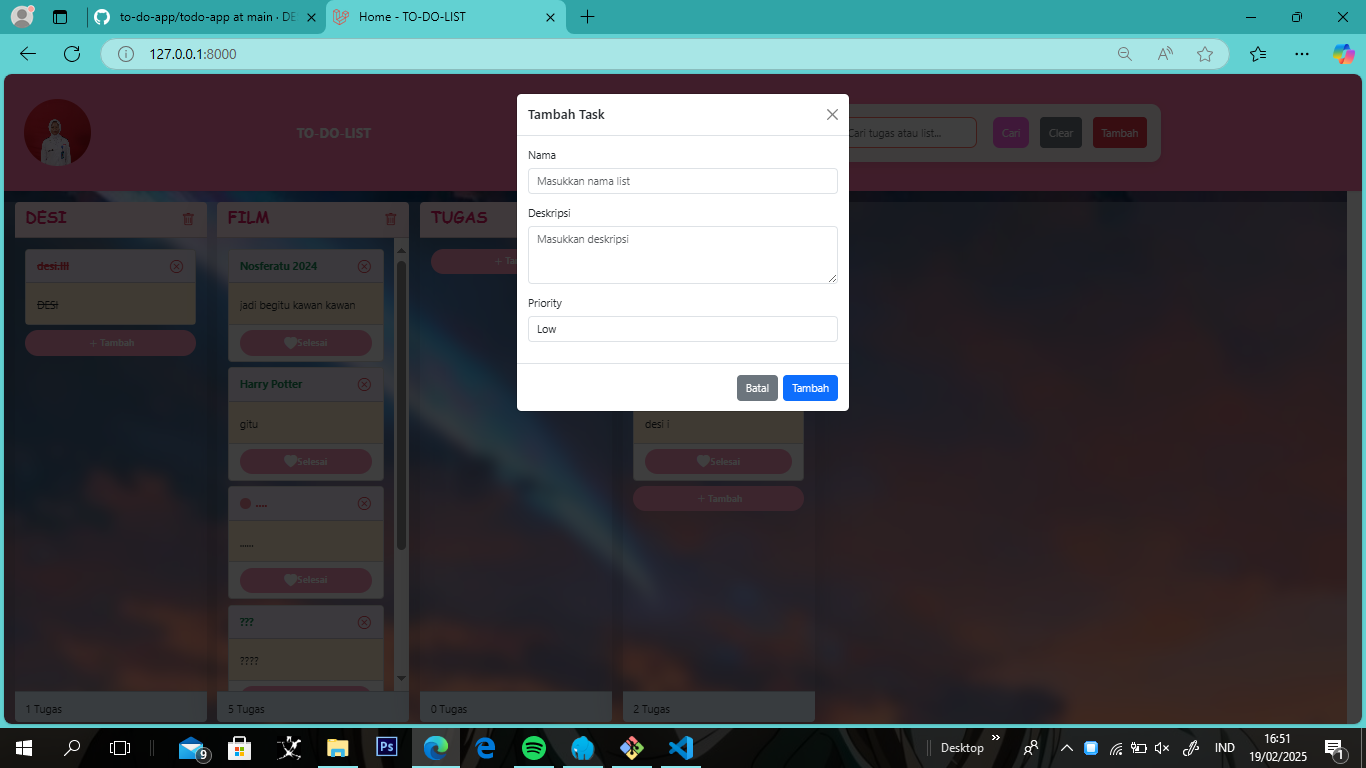 to-do-app/todo-app at main · DE
Home - TO-DO-LIST
127.0.0.1:8000
TO-DO-LIST
Cari tugas atau list...
Cari
Clear
Tambah
Tambah Task
Nama
Masukkan nama list
Deskripsi
Masukkan deskripsi
Priority
Low
Batal
Tambah
DESI
desi.lll
DESI
+ Tambah
1 Tugas
FILM
Nosferatu 2024
jadi begitu kawan kawan
Selesai
Harry Potter
gitu
Selesai
....
......
Selesai
???
????
5 Tugas
TUGAS
+ Ta
0 Tugas
desi i
Selesai
+ Tambah
2 Tugas
9
Ps
Desktop
IND
16:51
19/02/2025
1